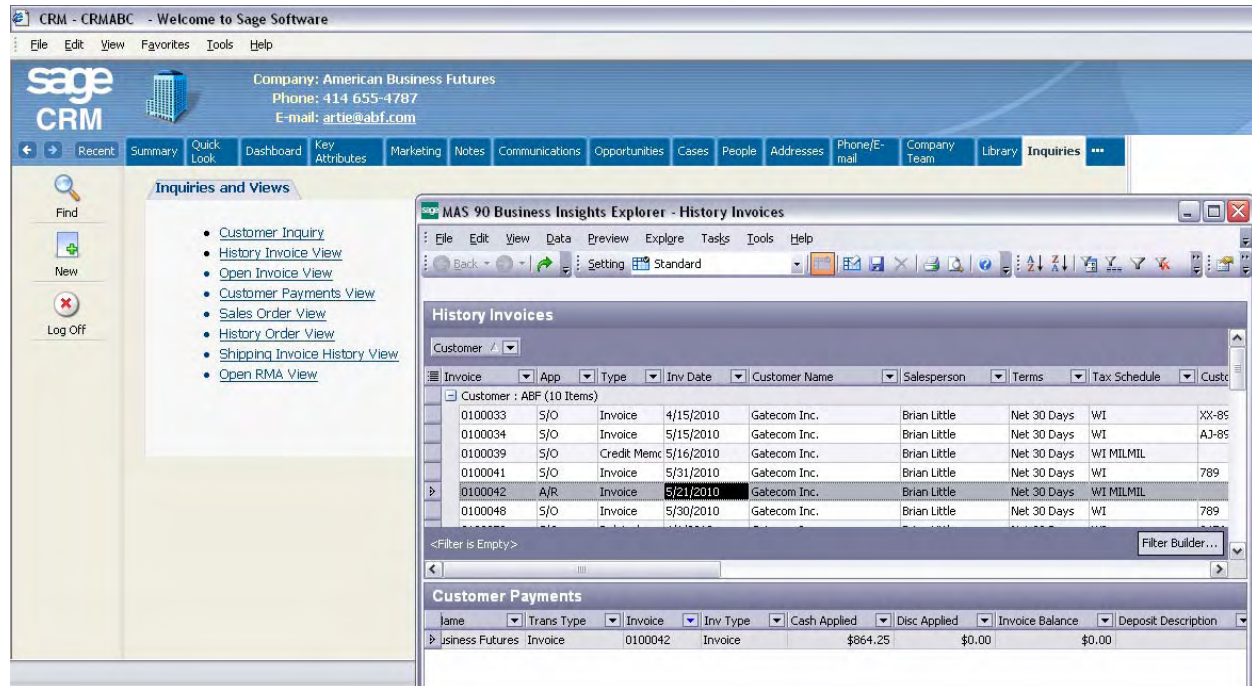 CRM - CRMABC - Welcome to Sage Software
File Edit View Favorites Tools Help
sage
CRM
Company: American Business Futures
Phone: 414 655-4787
E-mail: artie@abf.com
Recent Summary Quick Look Dashboard Key Attributes Marketing Notes Communications Opportunities Cases People Addresses Phone/E-mail Company Team Library Inquiries
Find
New
Log Off
Inquiries and Views
Customer Inquiry
History Invoice View
Open Invoice View
Customer Payments View
Sales Order View
History Order View
Shipping Invoice History View
Open RMA View
sage MAS 90 Business Insights Explorer - History Invoices
File Edit View Data Preview Explore Tasks Tools Help
Back Setting Standard
History Invoices
Customer
Invoice App Type Inv Date Customer Name Salesperson Terms Tax Schedule Custo
Customer : ABF (10 Items)
0100033 S/O Invoice 4/15/2010 Gatecom Inc. Brian Little Net 30 Days WI XX-89
0100034 S/O Invoice 5/15/2010 Gatecom Inc. Brian Little Net 30 Days WI AJ-89
0100039 S/O Credit Memo 5/16/2010 Gatecom Inc. Brian Little Net 30 Days WI MILMIL
0100041 S/O Invoice 5/31/2010 Gatecom Inc. Brian Little Net 30 Days WI 789
0100042 A/R Invoice 5/21/2010 Gatecom Inc. Brian Little Net 30 Days WI MILMIL
0100048 S/O Invoice 5/30/2010 Gatecom Inc. Brian Little Net 30 Days WI 789
<Filter is Empty> Filter Builder...
Customer Payments
lame Trans Type Invoice Inv Type Cash Applied Disc Applied Invoice Balance Deposit Description
usiness Futures Invoice 0100042 Invoice $864.25 $0.00 $0.00